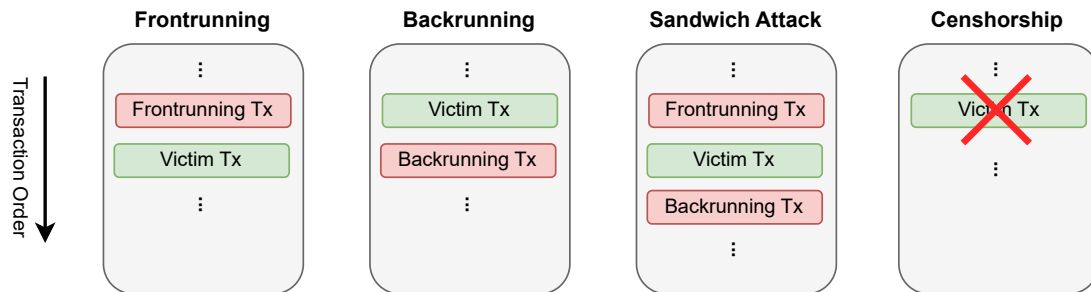 Frontrunning
Backrunning
Sandwich Attack
Censhorship
Transaction Order
⋮
Frontrunning Tx
Victim Tx
⋮
⋮
Victim Tx
Backrunning Tx
⋮
⋮
Frontrunning Tx
Victim Tx
Backrunning Tx
⋮
⋮
Victim Tx
⋮